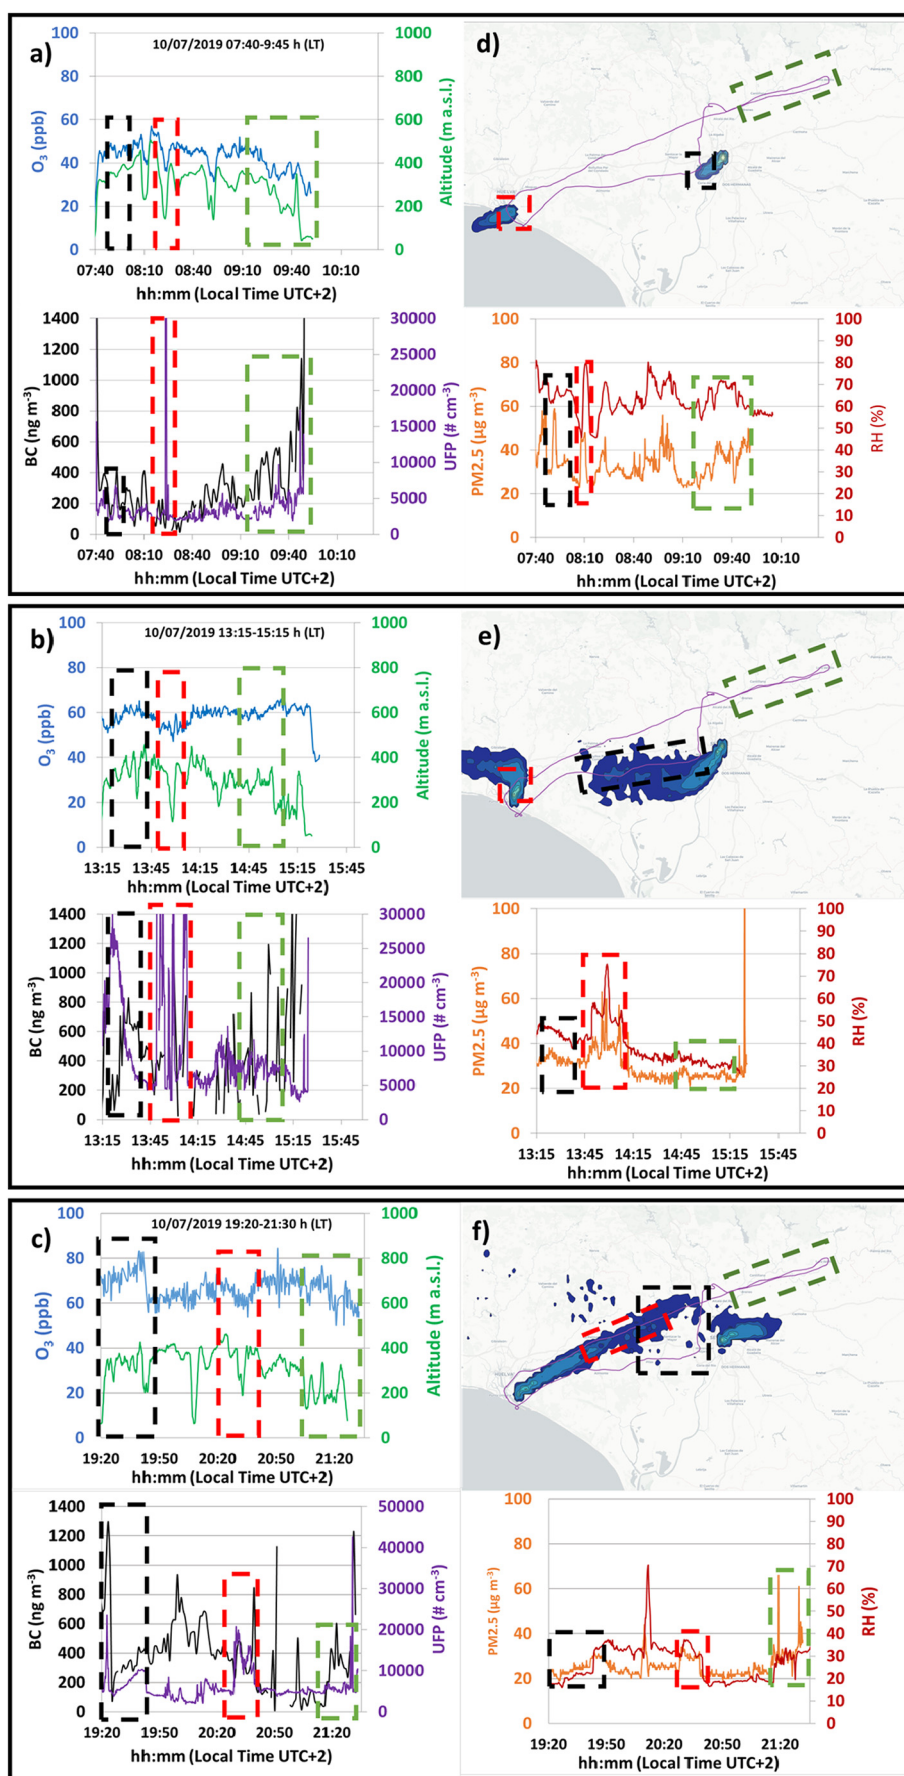 a)
10/07/2019 07:40-9:45 h (LT)
O3 (ppb)
100
80
60
40
20
0
Altitude (m a.s.l.)
1000
800
600
400
200
0
07:40 08:10 08:40 09:10 09:40 10:10
hh:mm (Local Time UTC+2)
BC (ng m-3)
1400
1200
1000
800
600
400
200
0
UFP (# cm-3)
30000
25000
20000
15000
10000
5000
0
07:40 08:10 08:40 09:10 09:40 10:10
hh:mm (Local Time UTC+2)
d)
HUELVA
PM2.5 (µg m-3)
100
80
60
40
20
0
RH (%)
100
90
80
70
60
50
40
30
20
10
0
07:40 08:10 08:40 09:10 09:40 10:10
hh:mm (Local Time UTC+2)
b)
10/07/2019 13:15-15:15 h (LT)
O3 (ppb)
100
80
60
40
20
0
Altitude (m a.s.l.)
1000
800
600
400
200
0
13:15 13:45 14:15 14:45 15:15 15:45
hh:mm (Local Time UTC+2)
BC (ng m-3)
1400
1200
1000
800
600
400
200
0
UFP (# cm-3)
30000
25000
20000
15000
10000
5000
0
13:15 13:45 14:15 14:45 15:15 15:45
hh:mm (Local Time UTC+2)
e)
PM2.5 (µg m-3)
100
80
60
40
20
0
RH (%)
100
90
80
70
60
50
40
30
20
10
0
13:15 13:45 14:15 14:45 15:15 15:45
hh:mm (Local Time UTC+2)
c)
10/07/2019 19:20-21:30 h (LT)
O3 (ppb)
100
80
60
40
20
0
Altitude (m a.s.l.)
1000
800
600
400
200
0
19:20 19:50 20:20 20:50 21:20
hh:mm (Local Time UTC+2)
BC (ng m-3)
1400
1200
1000
800
600
400
200
0
UFP (# cm-3)
50000
40000
30000
20000
10000
0
19:20 19:50 20:20 20:50 21:20
hh:mm (Local Time UTC+2)
f)
HUELVA
PM2.5 (µg m-3)
100
80
60
40
20
0
RH (%)
100
90
80
70
60
50
40
30
20
10
0
19:20 19:50 20:20 20:50 21:20
hh:mm (Local Time UTC+2)